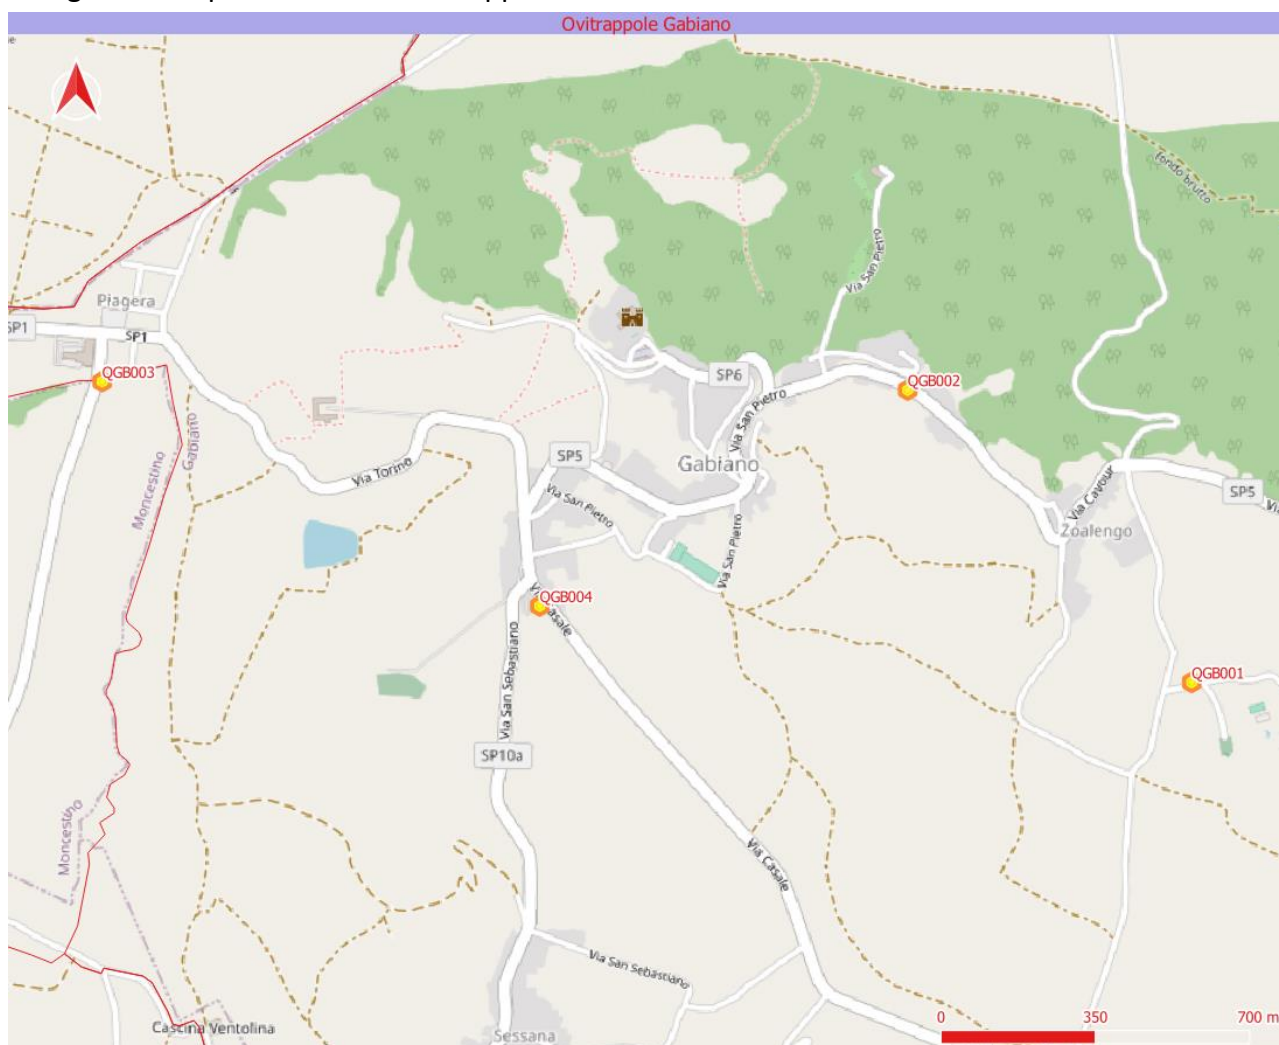 Ovitrappole Gabiano
fondo brutto
Via San Pietro
Piagera
SP1
SP1
QGB003
SP6
QGB002
Via San Pietro
Gabiano
Moncestino
Via Torino
SP5
Gabiano
Via San Pietro
Via Cavour
SP5
Zoalengo
Via San Pietro
QGB004
Via Casale
Via San Sebastiano
QGB001
SP10a
Moncestino
Via Casale
Via San Sebastiano
Cascina Ventolina
Sessana
0 350 700 m